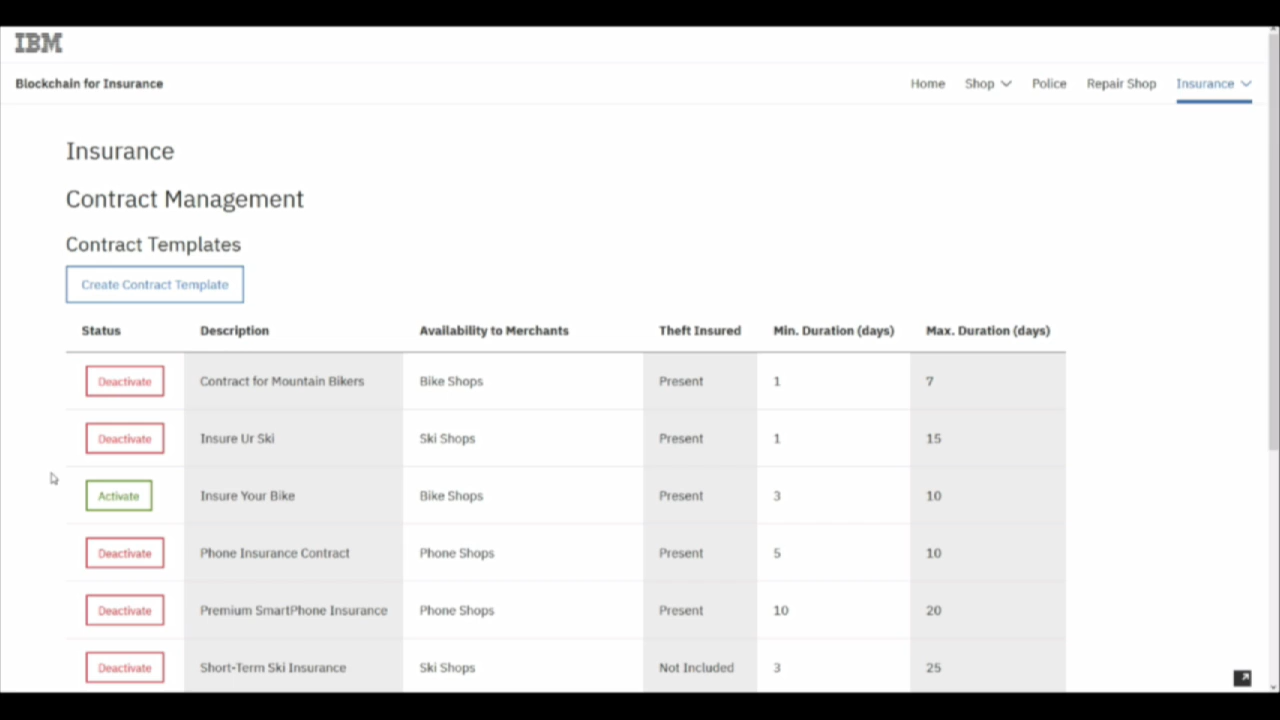 IBM
Blockchain for Insurance Home Shop Police Repair Shop Insurance
Insurance
Contract Management
Contract Templates
Create Contract Template
Status Description Availability to Merchants Theft Insured Min. Duration (days) Max. Duration (days)
Deactivate Contract for Mountain Bikers Bike Shops Present 1 7
Deactivate Insure Ur Ski Ski Shops Present 1 15
Activate Insure Your Bike Bike Shops Present 3 10
Deactivate Phone Insurance Contract Phone Shops Present 5 10
Deactivate Premium SmartPhone Insurance Phone Shops Present 10 20
Deactivate Short-Term Ski Insurance Ski Shops Not Included 3 25